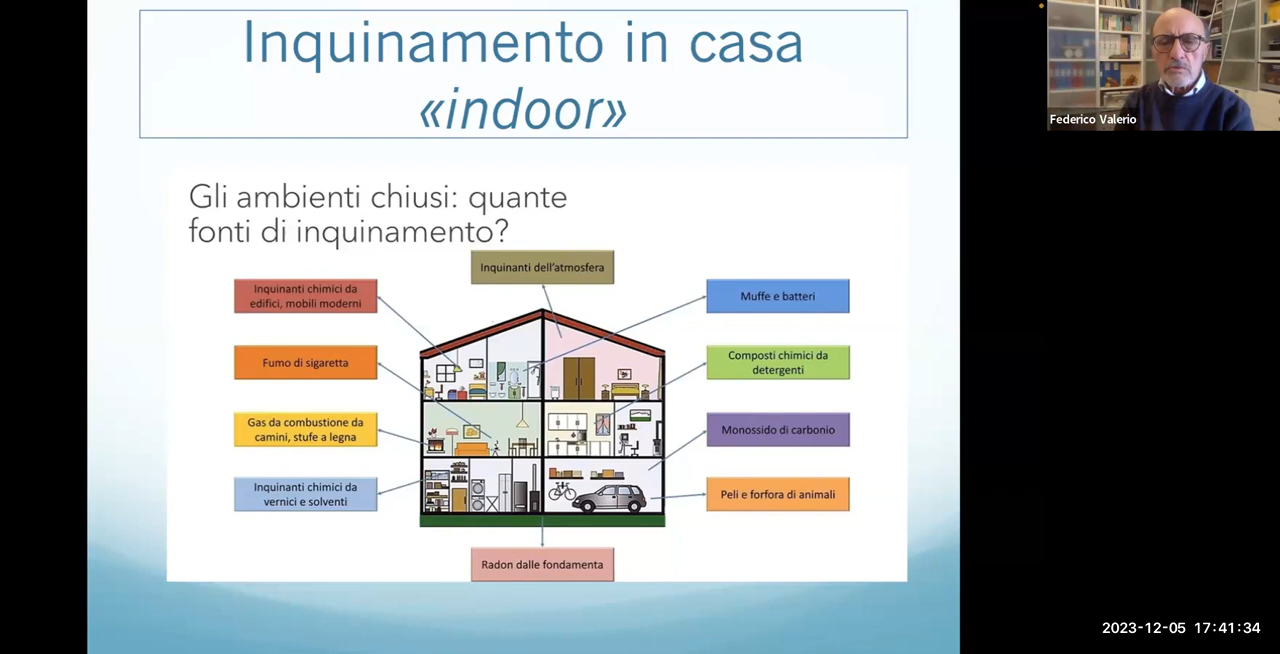 Inquinamento in casa
«indoor»
Gli ambienti chiusi: quante
fonti di inquinamento?
Inquinanti dell'atmosfera
Inquinanti chimici da
edifici, mobili moderni
Muffe e batteri
Fumo di sigaretta
Composti chimici da
detergenti
Gas da combustione da
camini, stufe a legna
Monossido di carbonio
Inquinanti chimici da
vernici e solventi
Peli e forfora di animali
Radon dalle fondamenta
Federico Valerio
2023-12-05 17:41:34